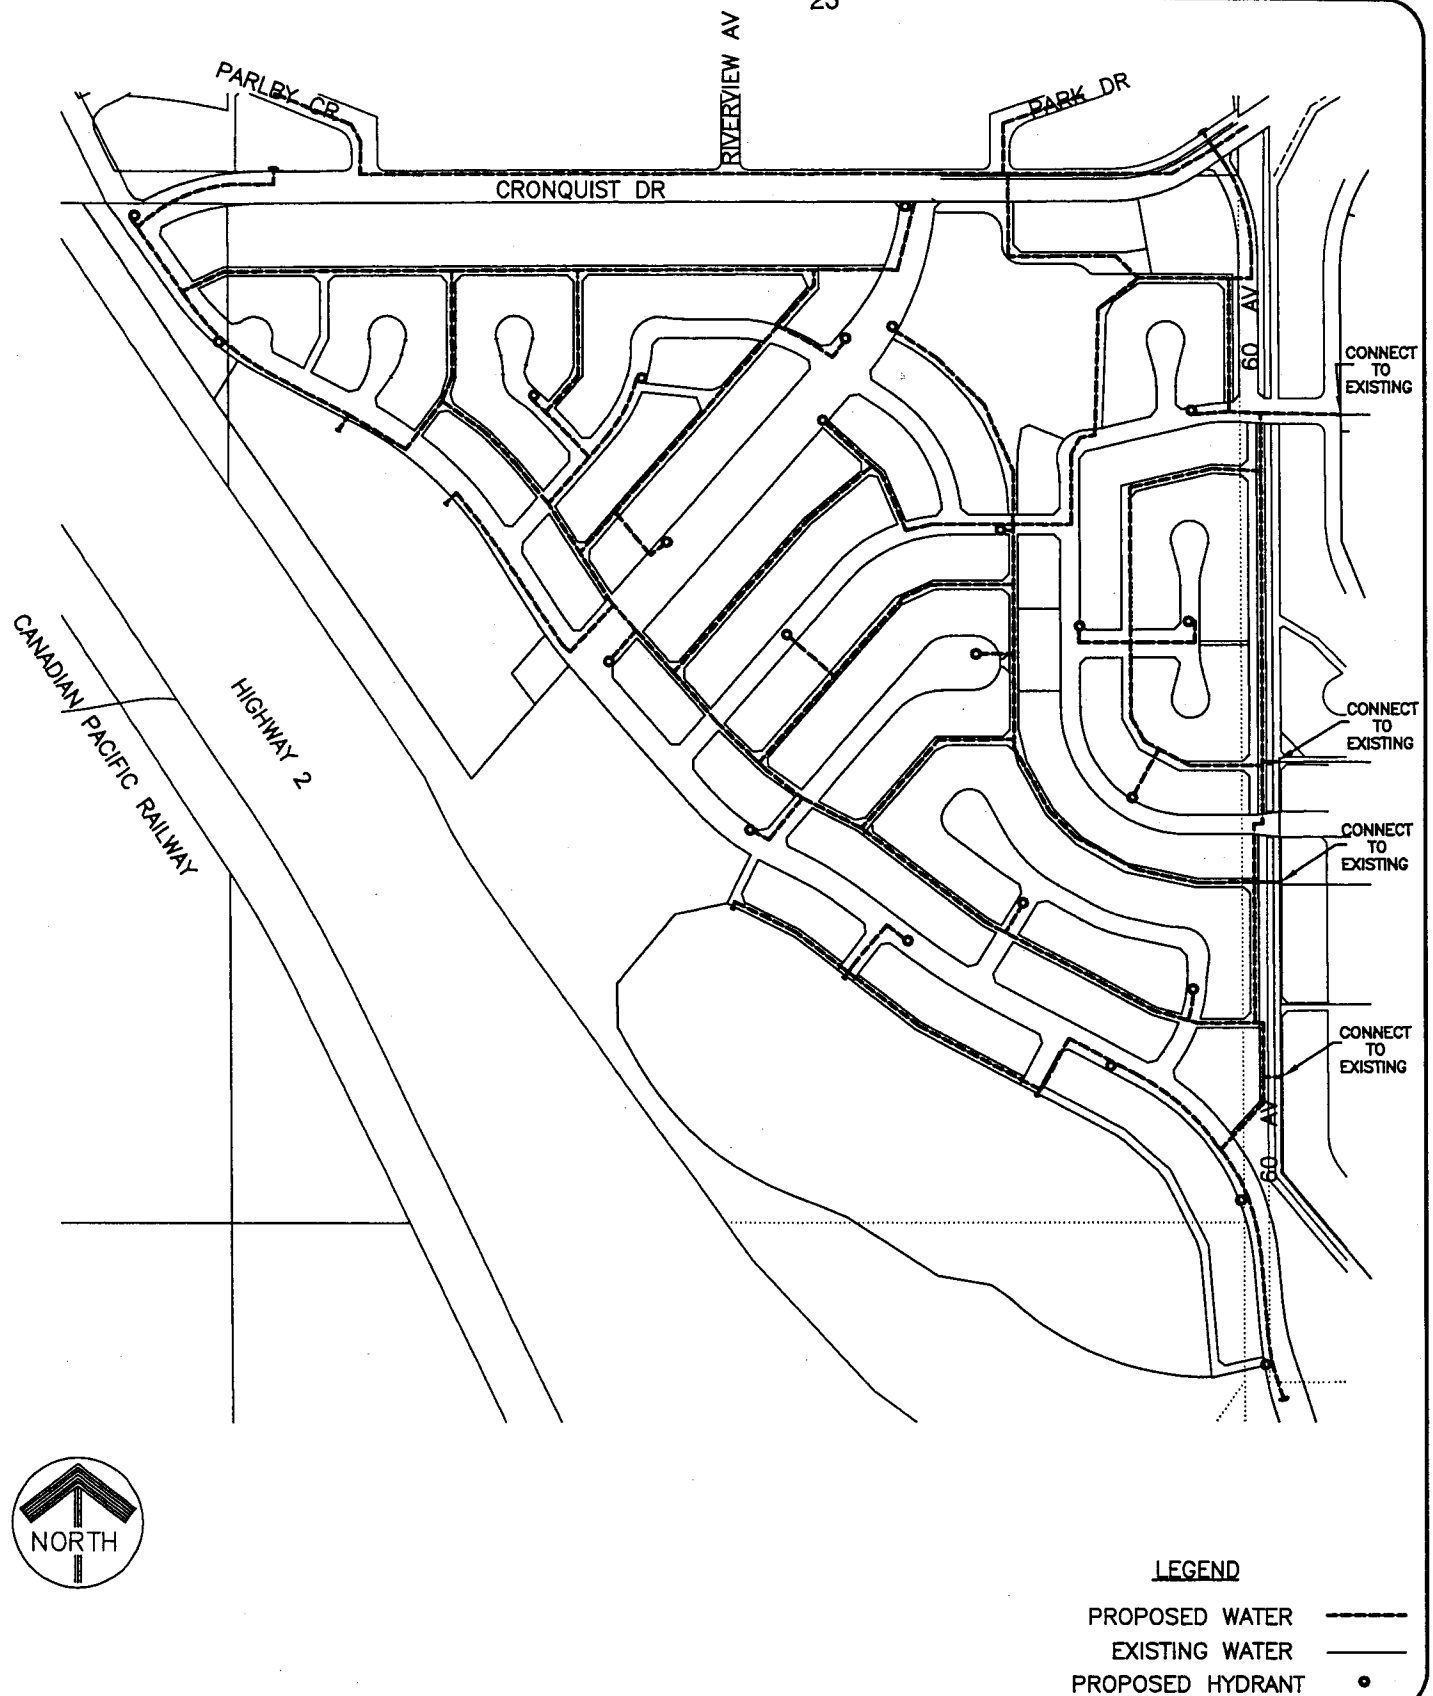 25
PARLBY CR
RIVERVIEW AV
PARK DR
CRONQUIST DR
60 AV
CONNECT
TO
EXISTING
CANADIAN PACIFIC RAILWAY
HIGHWAY 2
CONNECT
TO
EXISTING
CONNECT
TO
EXISTING
CONNECT
TO
EXISTING
60 AV
NORTH
LEGEND
PROPOSED WATER
EXISTING WATER
PROPOSED HYDRANT